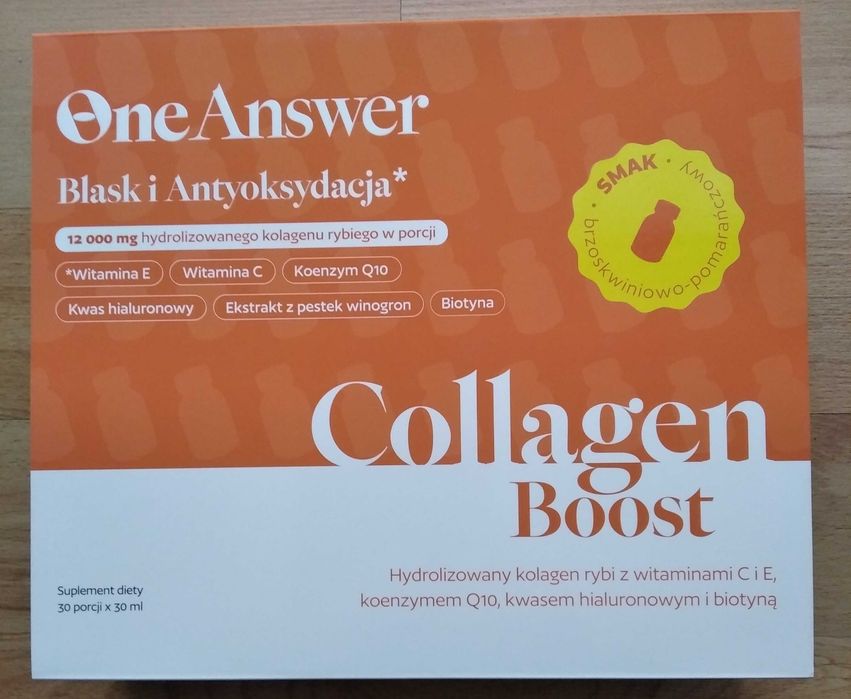 OneAnswer
Blask i Antyoksydacja*
12 000 mg hydrolizowanego kolagenu rybiego w porcji
*Witamina E
Witamina C
Koenzym Q10
Kwas hialuronowy
Ekstrakt z pestek winogron
Biotyna
SMAK
brzoskwiniowo-pomarańczowy
Collagen
Boost
Hydrolizowany kolagen rybi z witaminami C i E,
koenzymem Q10, kwasem hialuronowym i biotyną
Suplement diety
30 porcji x 30 ml